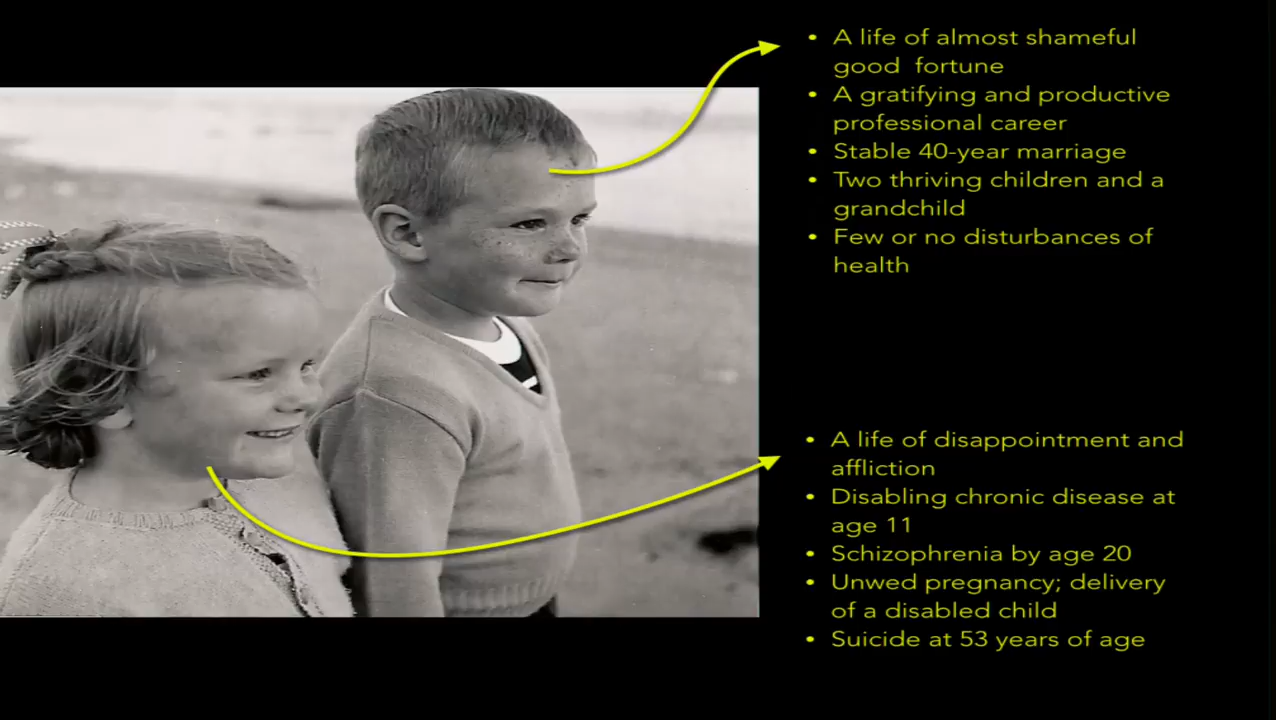 • A life of almost shameful
good fortune
• A gratifying and productive
professional career
• Stable 40-year marriage
• Two thriving children and a
grandchild
• Few or no disturbances of
health
• A life of disappointment and
affliction
• Disabling chronic disease at
age 11
• Schizophrenia by age 20
• Unwed pregnancy; delivery
of a disabled child
• Suicide at 53 years of age